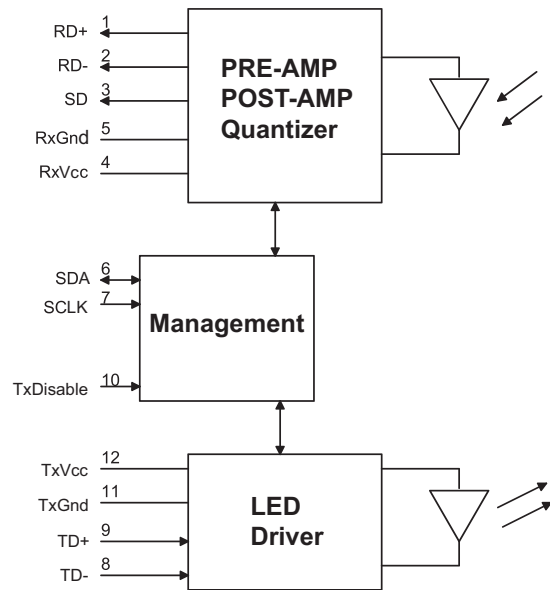 RD+ 1
RD- 2
SD 3
RxGnd 5
RxVcc 4
PRE-AMP
POST-AMP
Quantizer
SDA 6
SCLK 7
TxDisable 10
Management
TxVcc 12
TxGnd 11
TD+ 9
TD- 8
LED
Driver